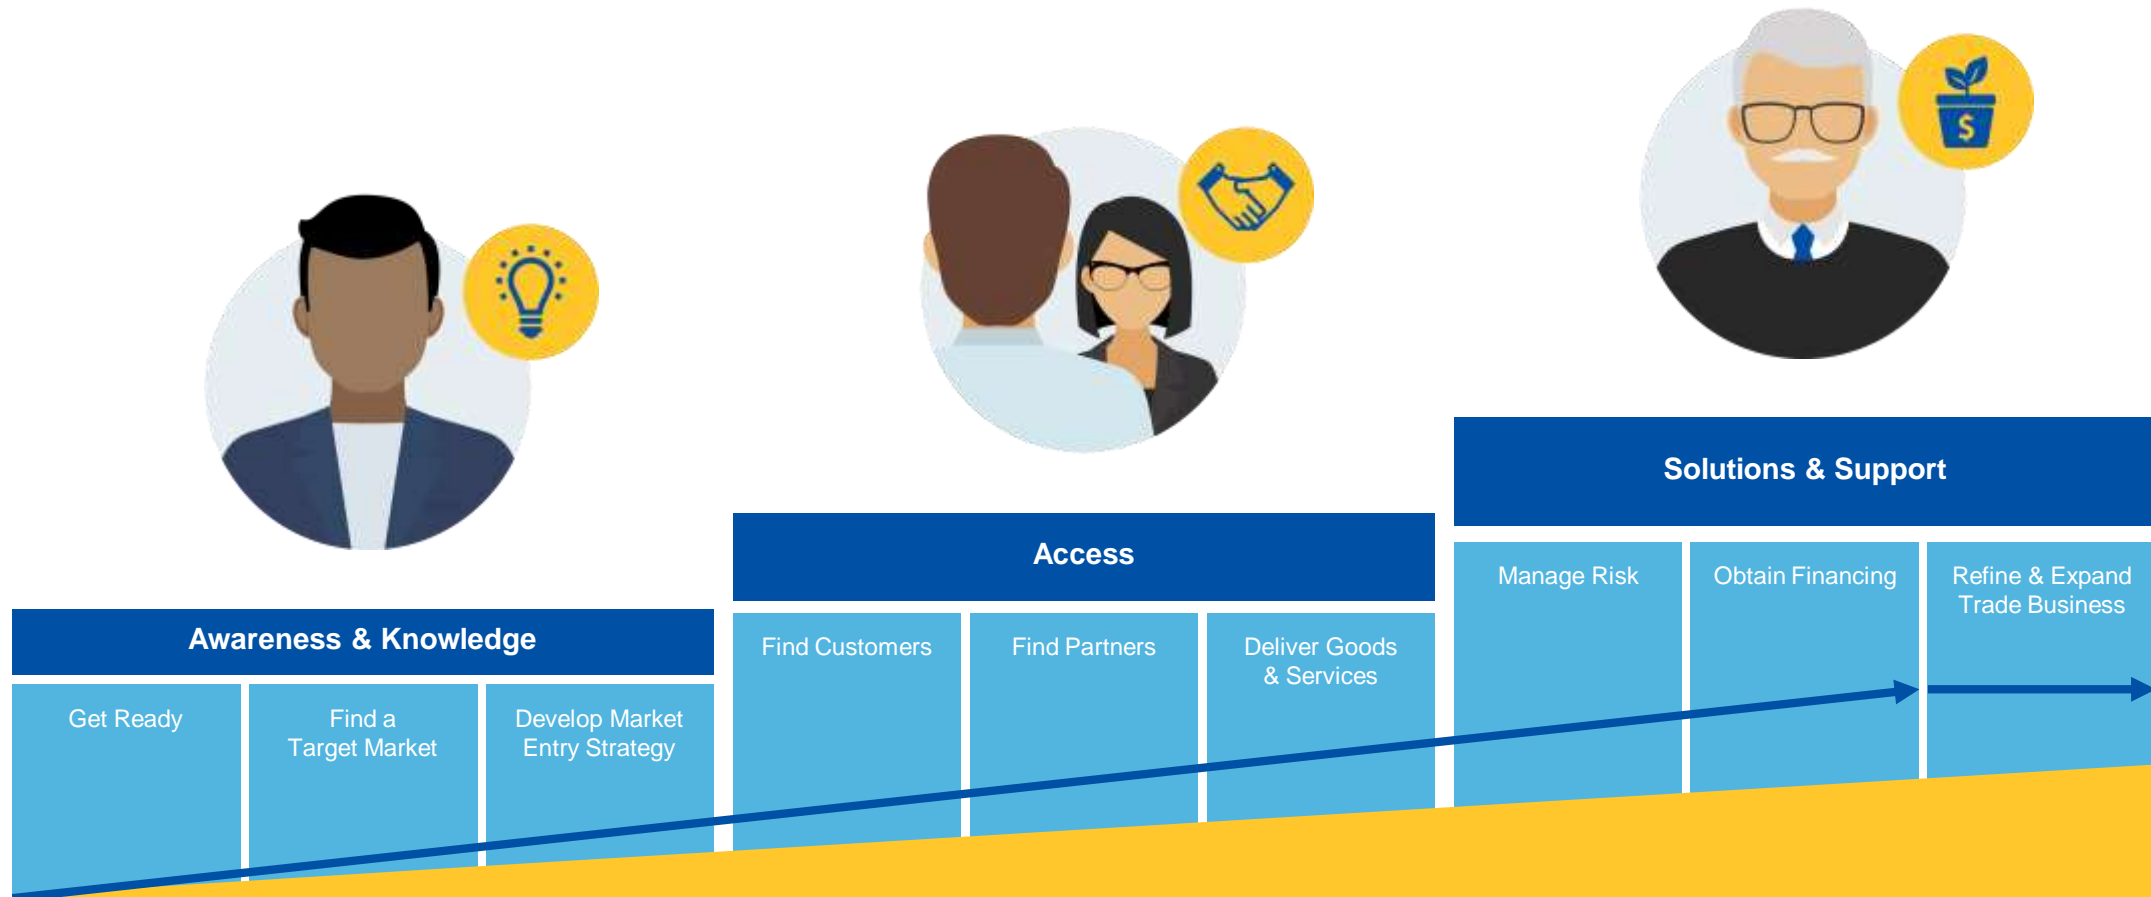 Awareness & Knowledge
Get Ready
Find a
Target Market
Develop Market
Entry Strategy
Access
Find Customers
Find Partners
Deliver Goods
& Services
Solutions & Support
Manage Risk
Obtain Financing
Refine & Expand
Trade Business
$